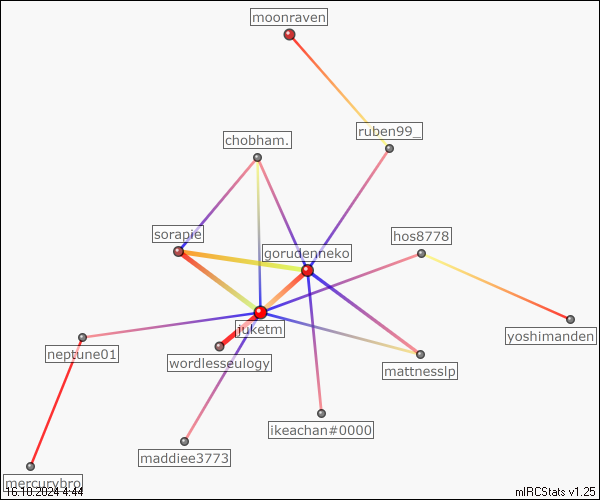 moonraven
ruben99_
chobham.
sorapie
hos8778
gorudenneko
juketm
yoshimanden
neptune01
wordlesseulogy
mattnesslp
ikeachan#0000
maddiee3773
mercurybro
16.10.2024 4:44
mIRCStats v1.25